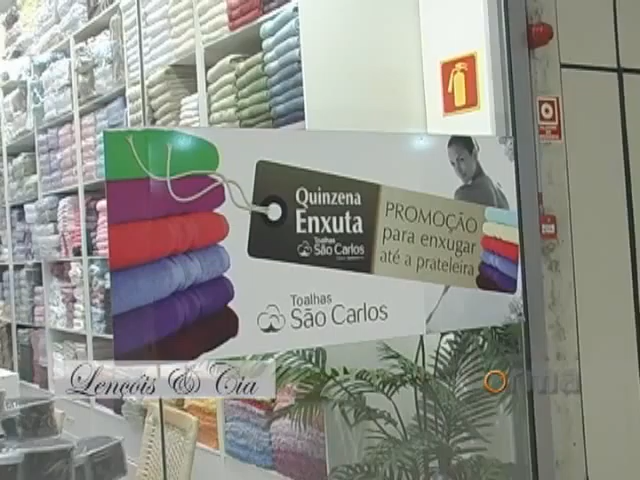 Quinzena
Enxuta
Toalhas
São Carlos
PROMOÇÃO
para enxugar
até a prateleira
Toalhas
São Carlos
Lençóis & Cia